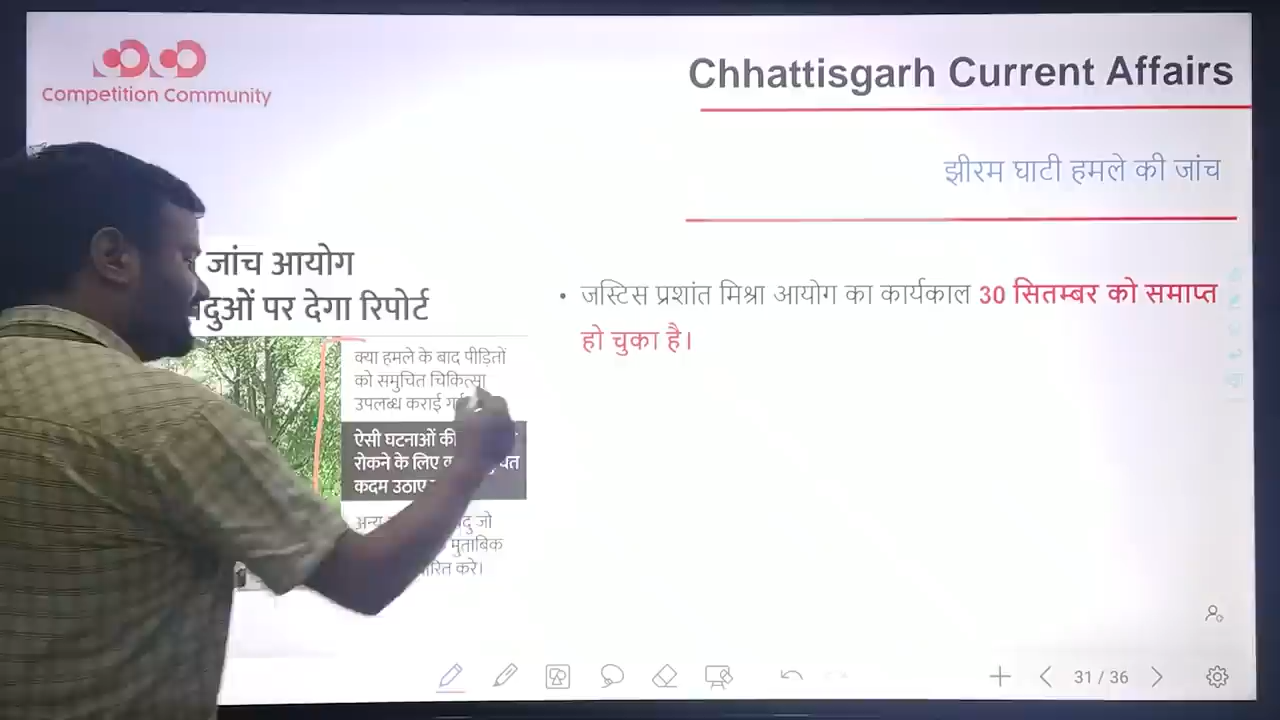 Competition Community
Chhattisgarh Current Affairs
झीरम घाटी हमले की जांच
जांच आयोग
पर देगा रिपोर्ट
क्या हमले के बाद पीड़ितों
को समुचित चिकित्सा
उपलब्ध कराई
ऐसी घटनाओं की
रोकने के लिए
कदम उठाए
जो
मुताबिक
करे।
• जस्टिस प्रशांत मिश्रा आयोग का कार्यकाल 30 सितम्बर को समाप्त
हो चुका है।
31 / 36